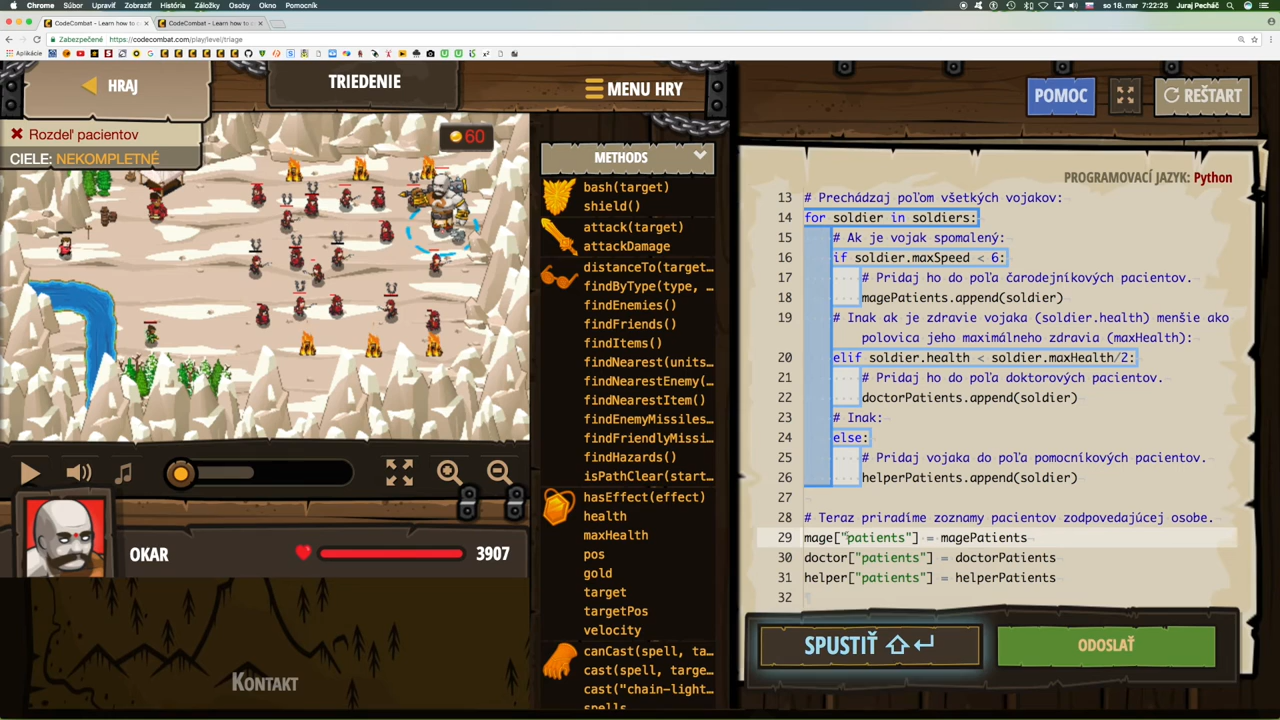 Chrome Súbor Upraviť Zobraziť História Záložky Osoby Okno Pomocník
so 18. mar 7:22:25 Juraj Pecháč
CodeCombat - Learn how to
CodeCombat - Learn how to
Zabezpečené https://codecombat.com/play/level/triage
Aplikácie
HRAJ
TRIEDENIE
MENU HRY
POMOC
REŠTART
✖ Rozdeľ pacientov
CIELE: NEKOMPLETNÉ
60
METHODS
bash(target)
shield()
attack(target)
attackDamage
distanceTo(target…
findByType(type, …
findEnemies()
findFriends()
findItems()
findNearest(units…
findNearestEnemy(…
findNearestItem()
findEnemyMissiles…
findFriendlyMissi…
findHazards()
isPathClear(start…
hasEffect(effect)
health
maxHealth
pos
gold
target
targetPos
velocity
canCast(spell, ta…
cast(spell, targe…
cast("chain-light…
spells
PROGRAMOVACÍ JAZYK: Python
13 # Prechádzaj poľom všetkých vojakov:
14 for soldier in soldiers:
15 # Ak je vojak spomalený:
16 if soldier.maxSpeed < 6:
17 # Pridaj ho do poľa čarodejníkových pacientov.
18 magePatients.append(soldier)
19 # Inak ak je zdravie vojaka (soldier.health) menšie ako
polovica jeho maximálneho zdravia (maxHealth):
20 elif soldier.health < soldier.maxHealth/2:
21 # Pridaj ho do poľa doktorových pacientov.
22 doctorPatients.append(soldier)
23 # Inak:
24 else:
25 # Pridaj vojaka do poľa pomocníkových pacientov.
26 helperPatients.append(soldier)
27
28 # Teraz priradíme zoznamy pacientov zodpovedajúcej osobe.
29 mage["patients"] = magePatients
30 doctor["patients"] = doctorPatients
31 helper["patients"] = helperPatients
32
SPUSTIŤ
ODOSLAŤ
OKAR
3907
KONTAKT